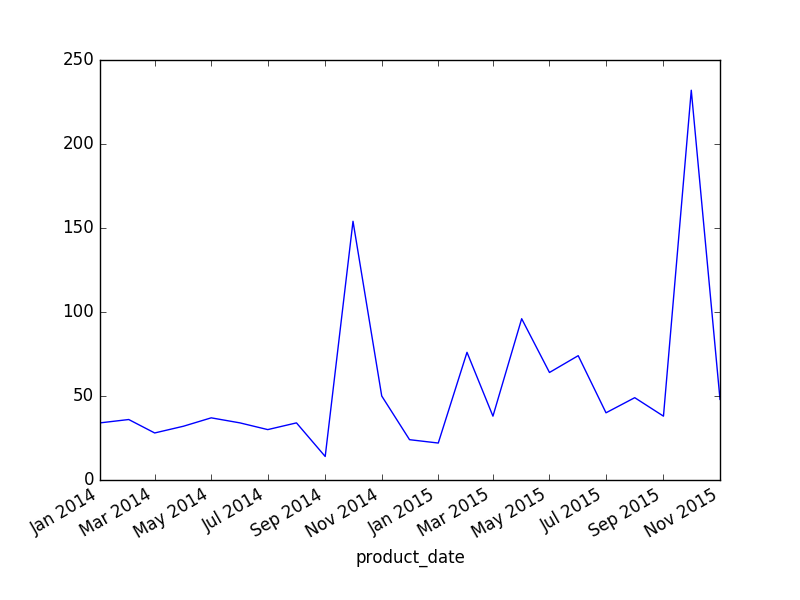 250
200
150
100
50
0
Jan 2014
Mar 2014
May 2014
Jul 2014
Sep 2014
Nov 2014
Jan 2015
Mar 2015
May 2015
Jul 2015
Sep 2015
Nov 2015
product_date